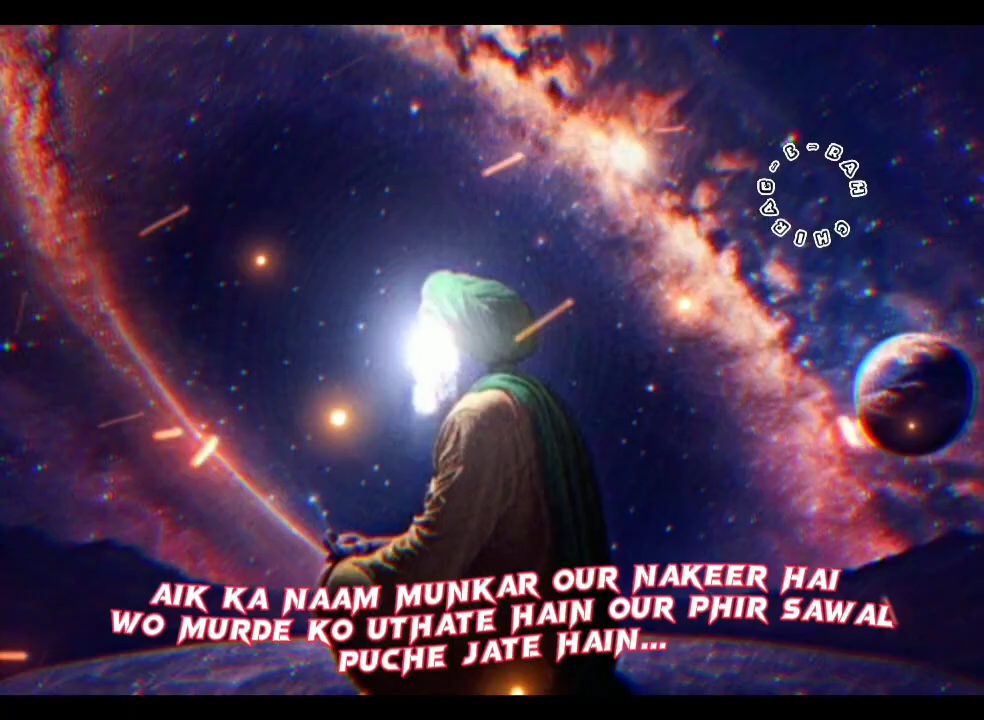 CHIRAG-E-RAH
AIK KA NAAM MUNKAR OUR NAKEER HAI
WO MURDE KO UTHATE HAIN OUR PHIR SAWAL
PUCHE JATE HAIN...